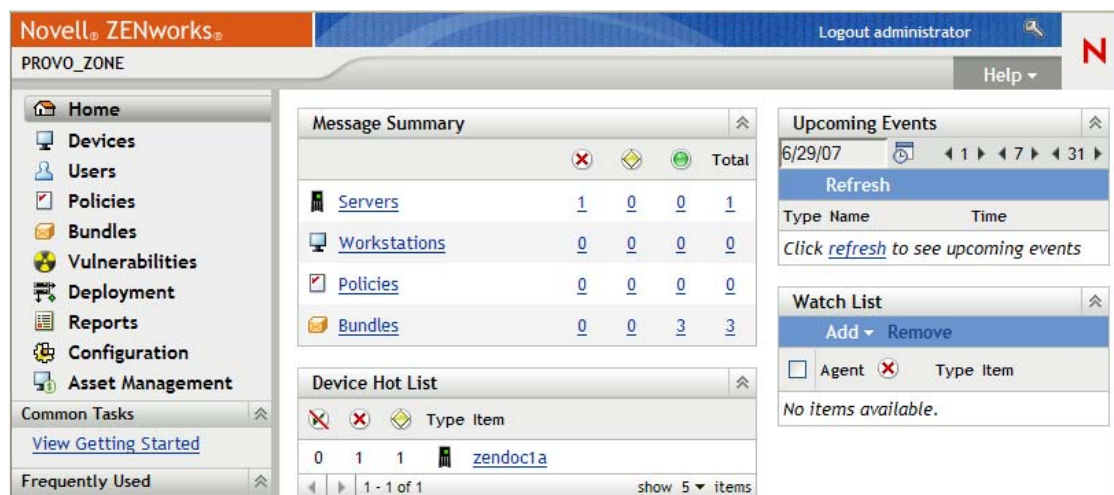 Novell® ZENworks®
Logout administrator
PROVO_ZONE
Help
N
Home
Devices
Users
Policies
Bundles
Vulnerabilities
Deployment
Reports
Configuration
Asset Management
Common Tasks
View Getting Started
Frequently Used
Message Summary
Total
Servers 1 0 0 1
Workstations 0 0 0 0
Policies 0 0 0 0
Bundles 0 0 3 3
Device Hot List
Type Item
0 1 1 zendoc1a
1 - 1 of 1 show 5 items
Upcoming Events
6/29/07 1 7 31
Refresh
Type Name Time
Click refresh to see upcoming events
Watch List
Add Remove
Agent Type Item
No items available.